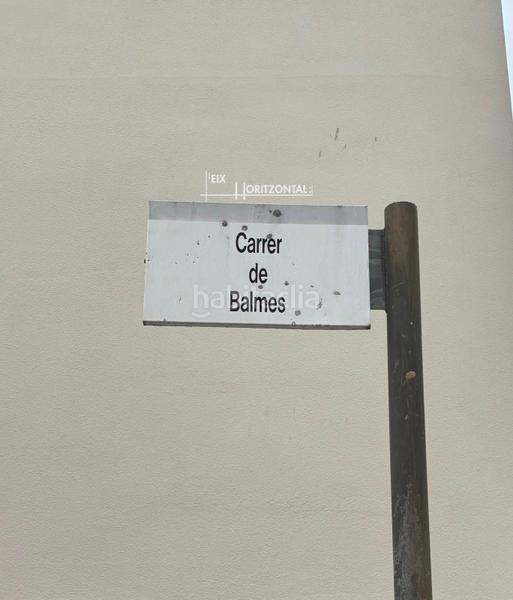 L'EIX
HORITZONTAL
Carrer
de
Balmes
habitaclia